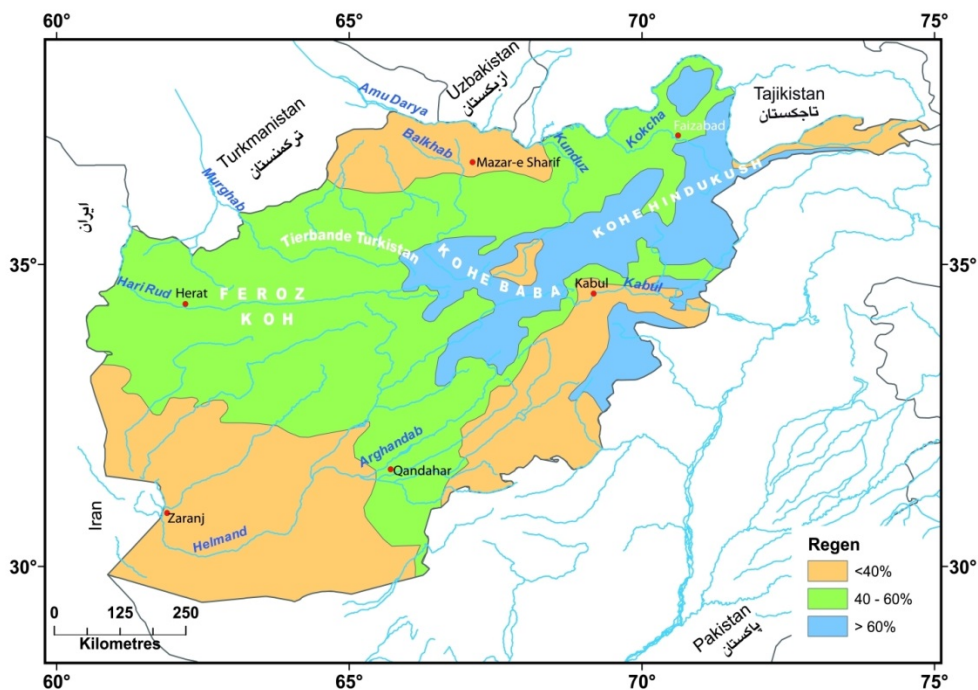 60°
65°
70°
75°
Uzbakistan
ازبکستان
Tajikistan
تاجکستان
Turkmanistan
ترکمنستان
Amu Darya
Balkhab
Mazar-e Sharif
Kunduz
Kokcha
Faizabad
Murghab
ایران
Tierbande Turkistan
KOHE BABA
KOHE HINDUKUSH
35°
35°
Hari Rud
Herat
FEROZ
KOH
Kabul
Kabul
Arghandab
Qandahar
Iran
Zaranj
Helmand
30°
30°
Regen
<40%
40 - 60%
> 60%
0 125 250
Kilometres
Pakistan
پاکستان
60°
65°
70°
75°